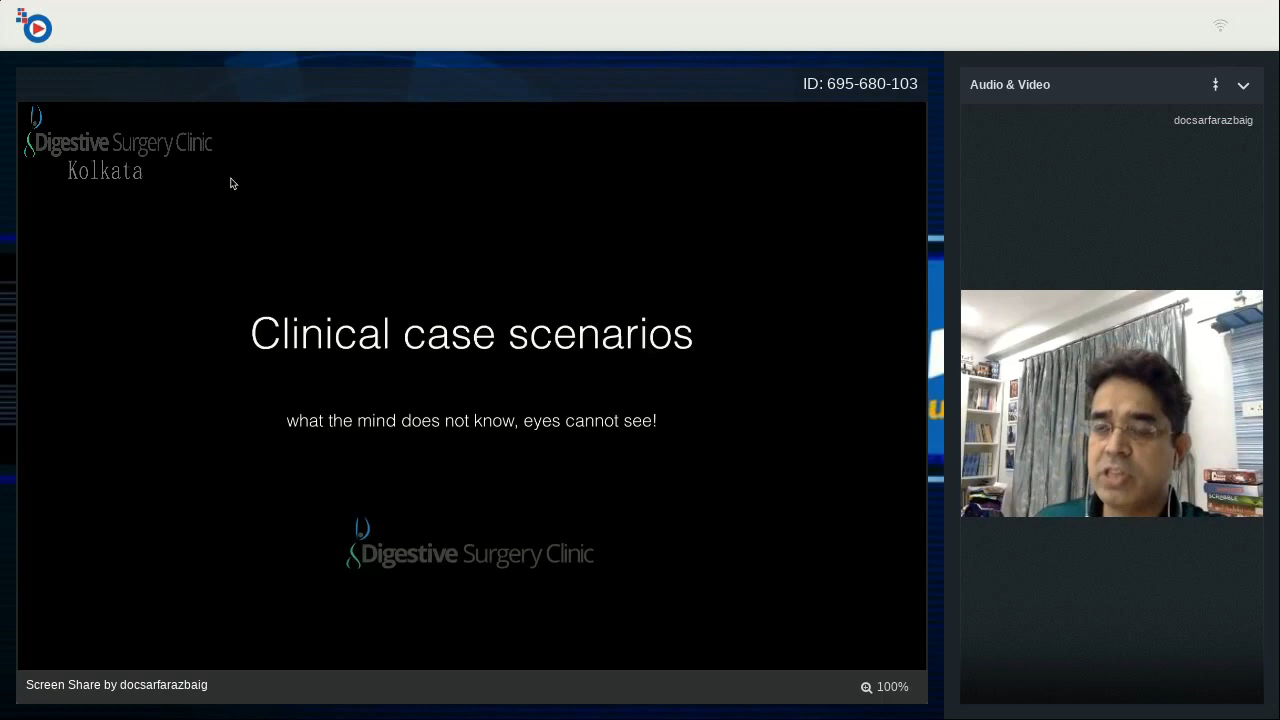 ID: 695-680-103
Audio & Video
docsarfarazbaig
Digestive Surgery Clinic
Kolkata
Clinical case scenarios
what the mind does not know, eyes cannot see!
Digestive Surgery Clinic
SCRABBLE
Screen Share by docsarfarazbaig
100%